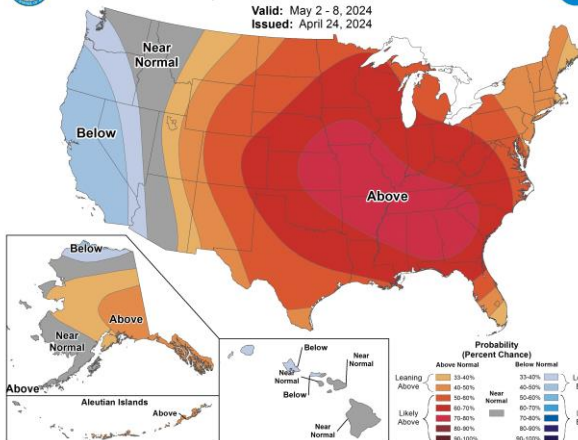 Valid: May 2 - 8, 2024
Issued: April 24, 2024
Near
Normal
Below
Above
Below
Above
Near
Normal
Above
Aleutian Islands
Above
Below
Near
Normal
Near
Normal
Below
Near
Normal
Probability
(Percent Chance)
Above Normal
Below Normal
Leaning
Above
33-40%
40-50%
33-40%
40-50%
Likely
Above
50-60%
60-70%
70-80%
80-90%
90-100%
Near
Normal
50-60%
60-70%
70-80%
80-90%
90-100%